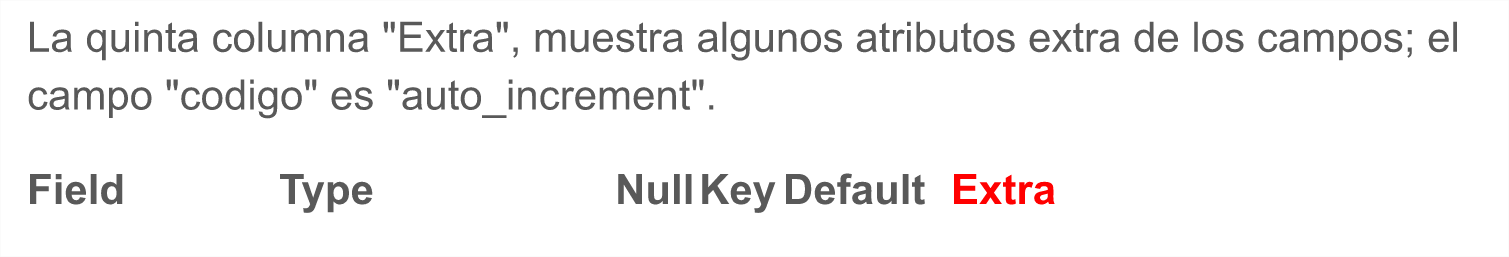 La quinta columna "Extra", muestra algunos atributos extra de los campos; el
campo "codigo" es "auto_increment".
Field Type Null Key Default Extra